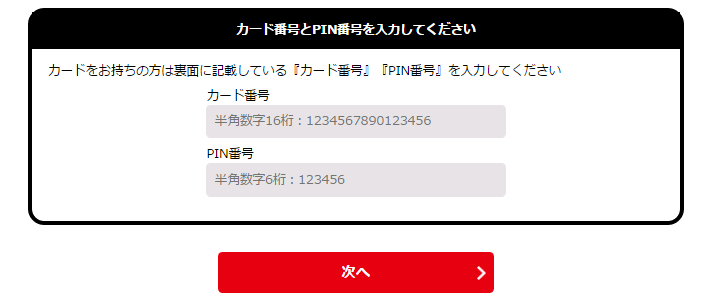 カード番号とPIN番号を入力してください
カードをお持ちの方は裏面に記載している『カード番号』『PIN番号』を入力してください
カード番号
半角数字16桁：1234567890123456
PIN番号
半角数字6桁：123456
次へ